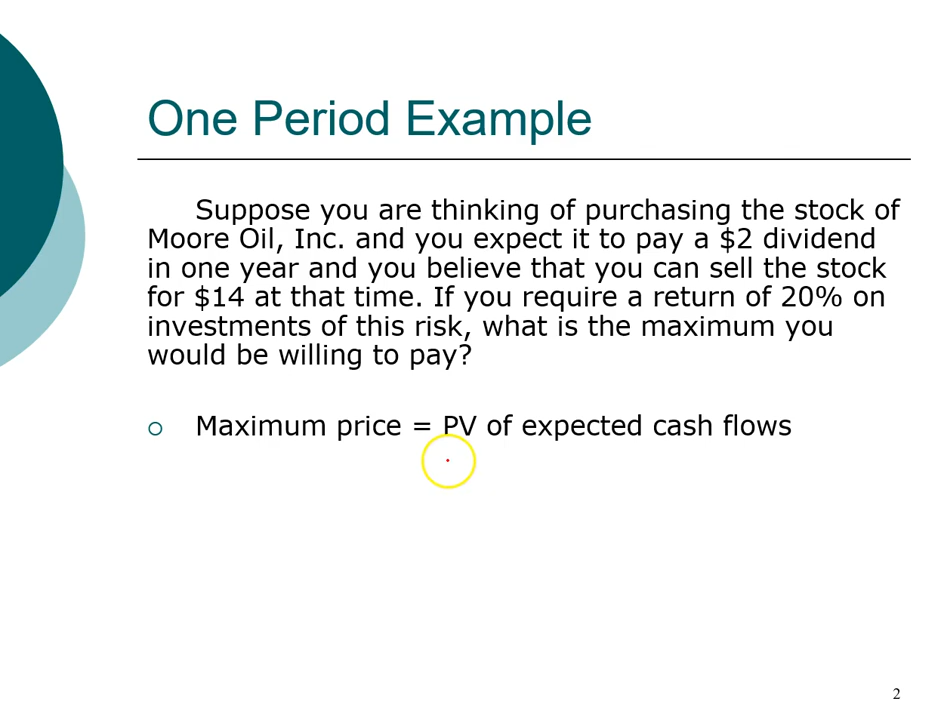 One Period Example
Suppose you are thinking of purchasing the stock of
Moore Oil, Inc. and you expect it to pay a $2 dividend
in one year and you believe that you can sell the stock
for $14 at that time. If you require a return of 20% on
investments of this risk, what is the maximum you
would be willing to pay?
Maximum price = PV of expected cash flows
2